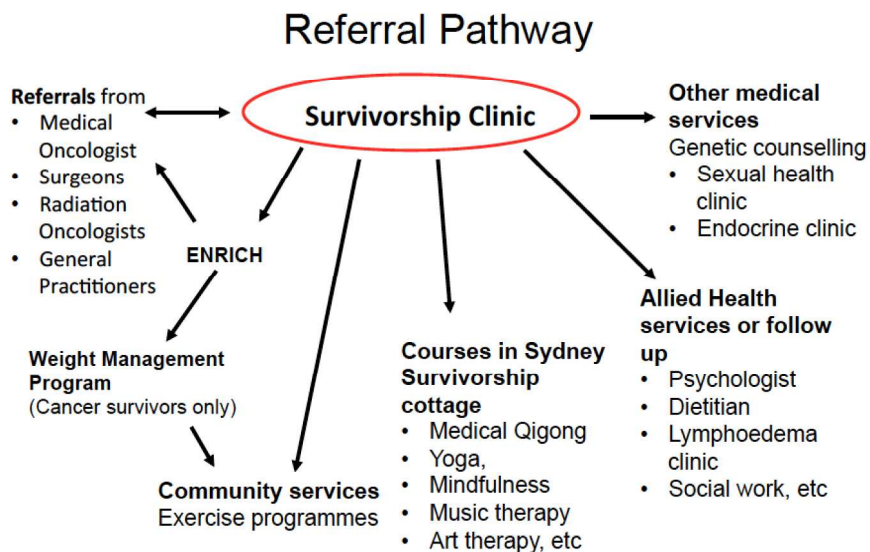 Referral Pathway
Referrals from
• Medical
Oncologist
• Surgeons
• Radiation
Oncologists
• General
Practitioners
Survivorship Clinic
Other medical
services
Genetic counselling
• Sexual health
clinic
• Endocrine clinic
ENRICH
Weight Management
Program
(Cancer survivors only)
Community services
Exercise programmes
Courses in Sydney
Survivorship
cottage
• Medical Qigong
• Yoga,
• Mindfulness
• Music therapy
• Art therapy, etc
Allied Health
services or follow
up
• Psychologist
• Dietitian
• Lymphoedema
clinic
• Social work, etc